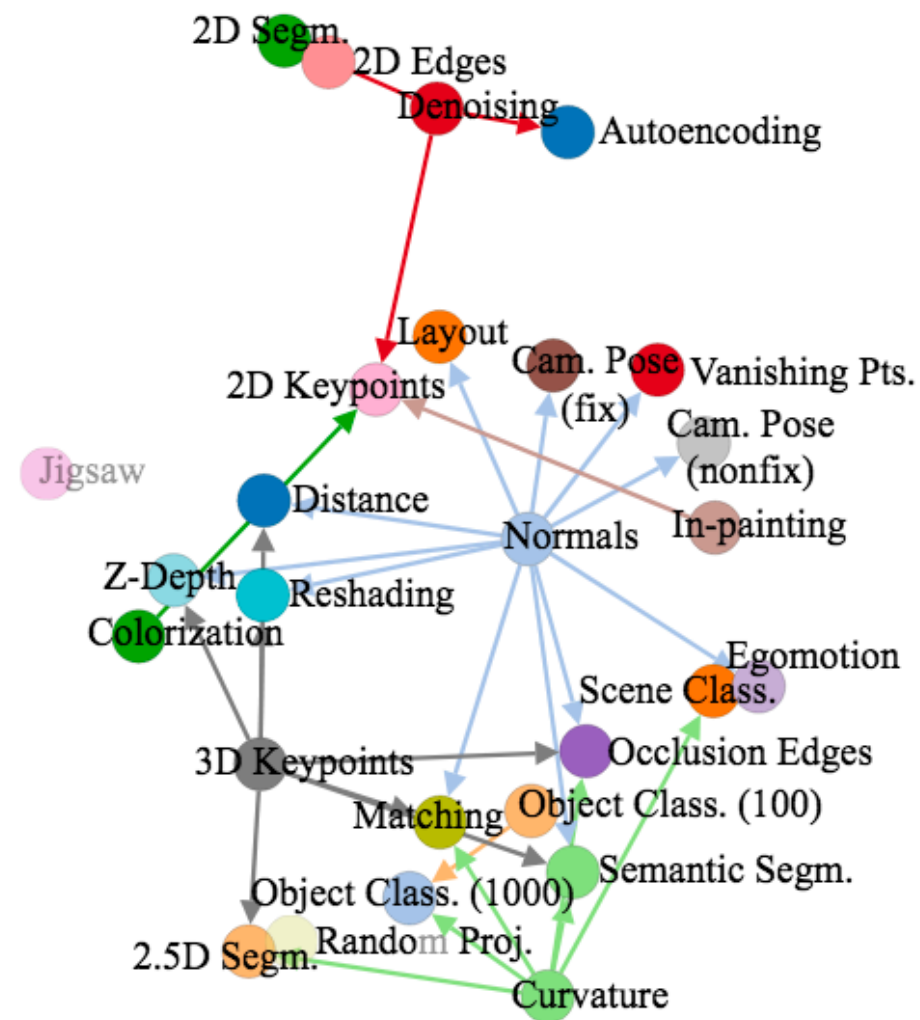 2D Segm.
2D Edges
Denoising
Autoencoding
Layout
Cam. Pose
(fix)
Vanishing Pts.
2D Keypoints
Cam. Pose
(nonfix)
Jigsaw
Distance
In-painting
Normals
Z-Depth
Reshading
Colorization
Egomotion
Scene Class.
3D Keypoints
Occlusion Edges
Object Class. (100)
Matching
Semantic Segm.
Object Class. (1000)
Random Proj.
2.5D Segm.
Curvature